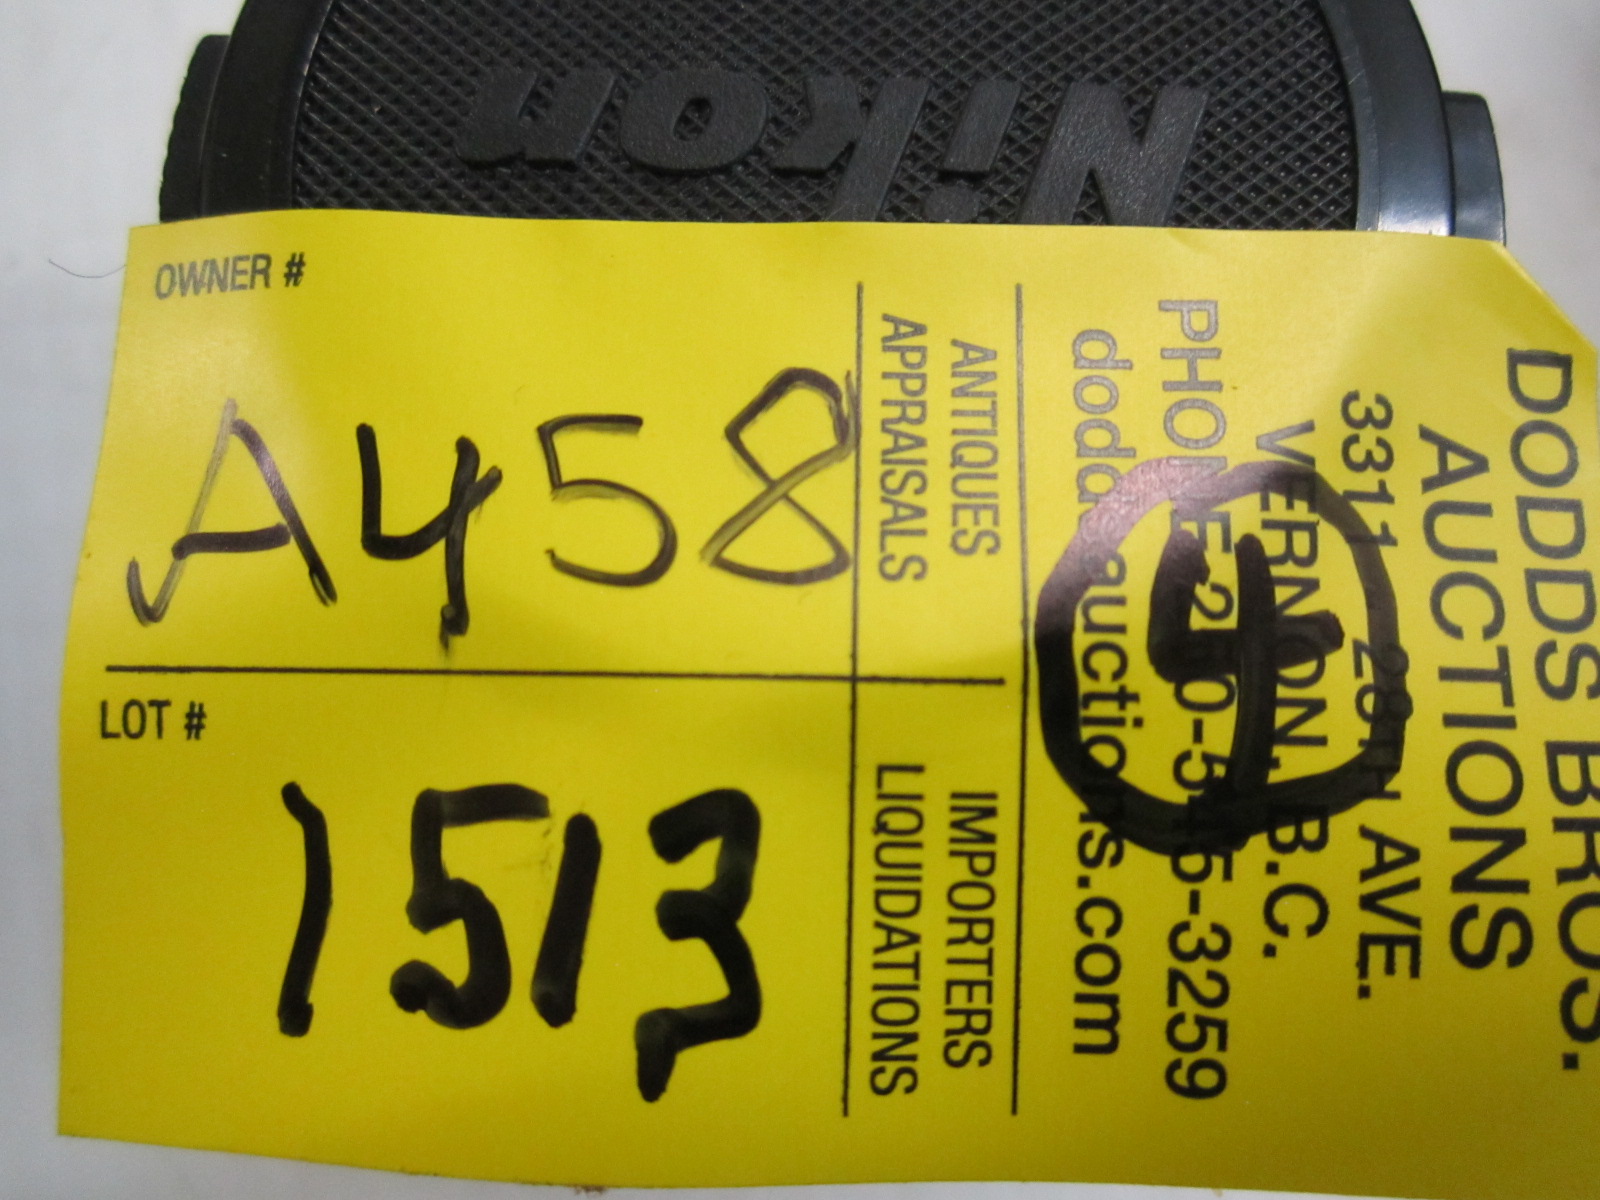 Nikon
OWNER #
A458
LOT #
1513
DODDS BROS.
AUCTIONS
3311 28TH AVE.
VERNON, B.C.
PHONE 250-545-3259
doddsauctions.com
4
ANTIQUES
APPRAISALS
IMPORTERS
LIQUIDATIONS